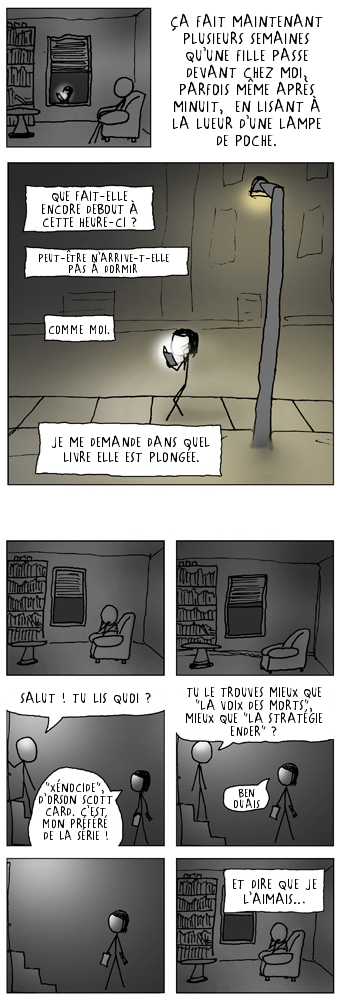 ÇA FAIT MAINTENANT
PLUSIEURS SEMAINES
QU'UNE FILLE PASSE
DEVANT CHEZ MOI,
PARFOIS MÊME APRÈS
MINUIT, EN LISANT À
LA LUEUR D'UNE LAMPE
DE POCHE.
QUE FAIT-ELLE
ENCORE DEBOUT À
CETTE HEURE-CI ?
PEUT-ÊTRE N'ARRIVE-T-ELLE
PAS À DORMIR
COMME MOI.
JE ME DEMANDE DANS QUEL
LIVRE ELLE EST PLONGÉE.
SALUT ! TU LIS QUOI ?
"XÉNOCIDE",
D'ORSON SCOTT
CARD. C'EST
MON PRÉFÉRÉ
DE LA SÉRIE !
TU LE TROUVES MIEUX QUE
"LA VOIX DES MORTS",
MIEUX QUE "LA STRATÉGIE
ENDER" ?
BEN
OUAIS
ET DIRE QUE JE
L'AIMAIS...